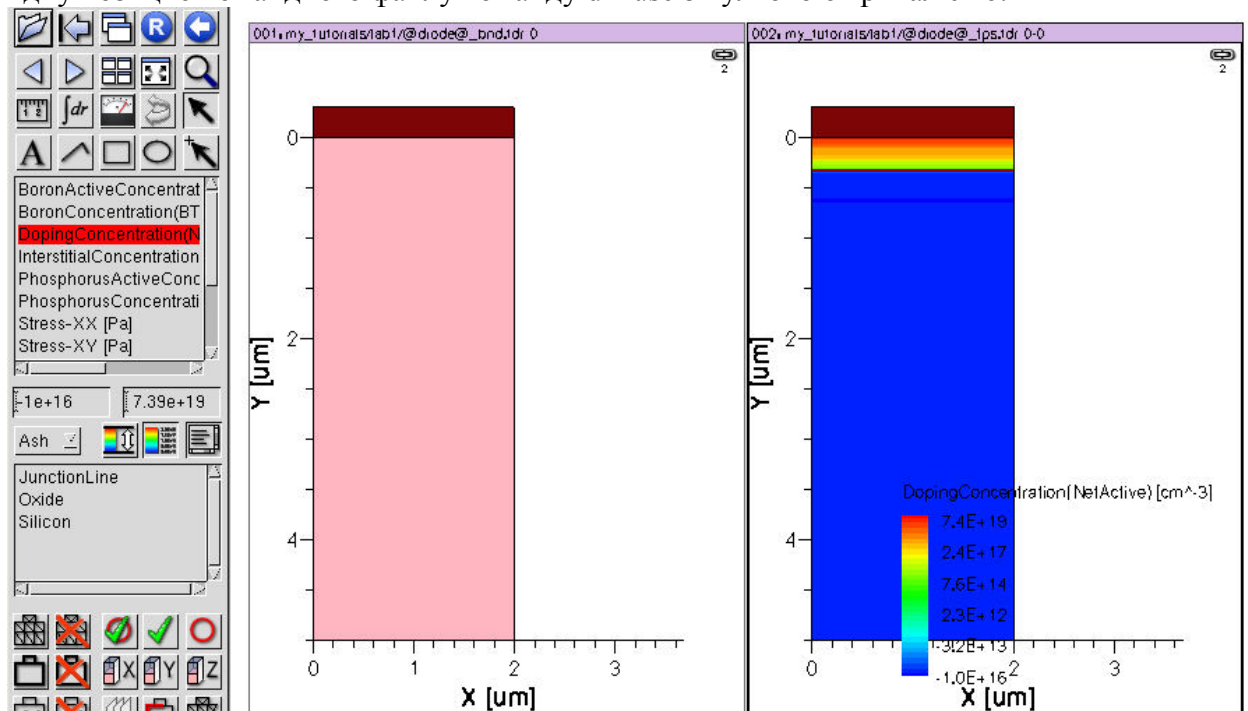 001: my_tutorials/lab1/@diode@_bnd.tdr 0
002: my_tutorials/lab1/@diode@_fps.tdr 0-0
2
2
R
1 2
∫dr
A
BoronActiveConcentrat
BoronConcentration(BT
DopingConcentration(N
InterstitialConcentration
PhosphorusActiveConc
PhosphorusConcentrati
Stress-XX [Pa]
Stress-XY [Pa]
-1e+16
7.39e+19
Ash
JunctionLine
Oxide
Silicon
X
Y
Z
0
2
4
Y [um]
0
1
2
3
X [um]
0
2
4
Y [um]
DopingConcentration(NetActive) [cm^-3]
7.4E+19
2.4E+17
7.6E+14
2.3E+12
-3.2E+13
-1.0E+16
0
1
2
3
X [um]